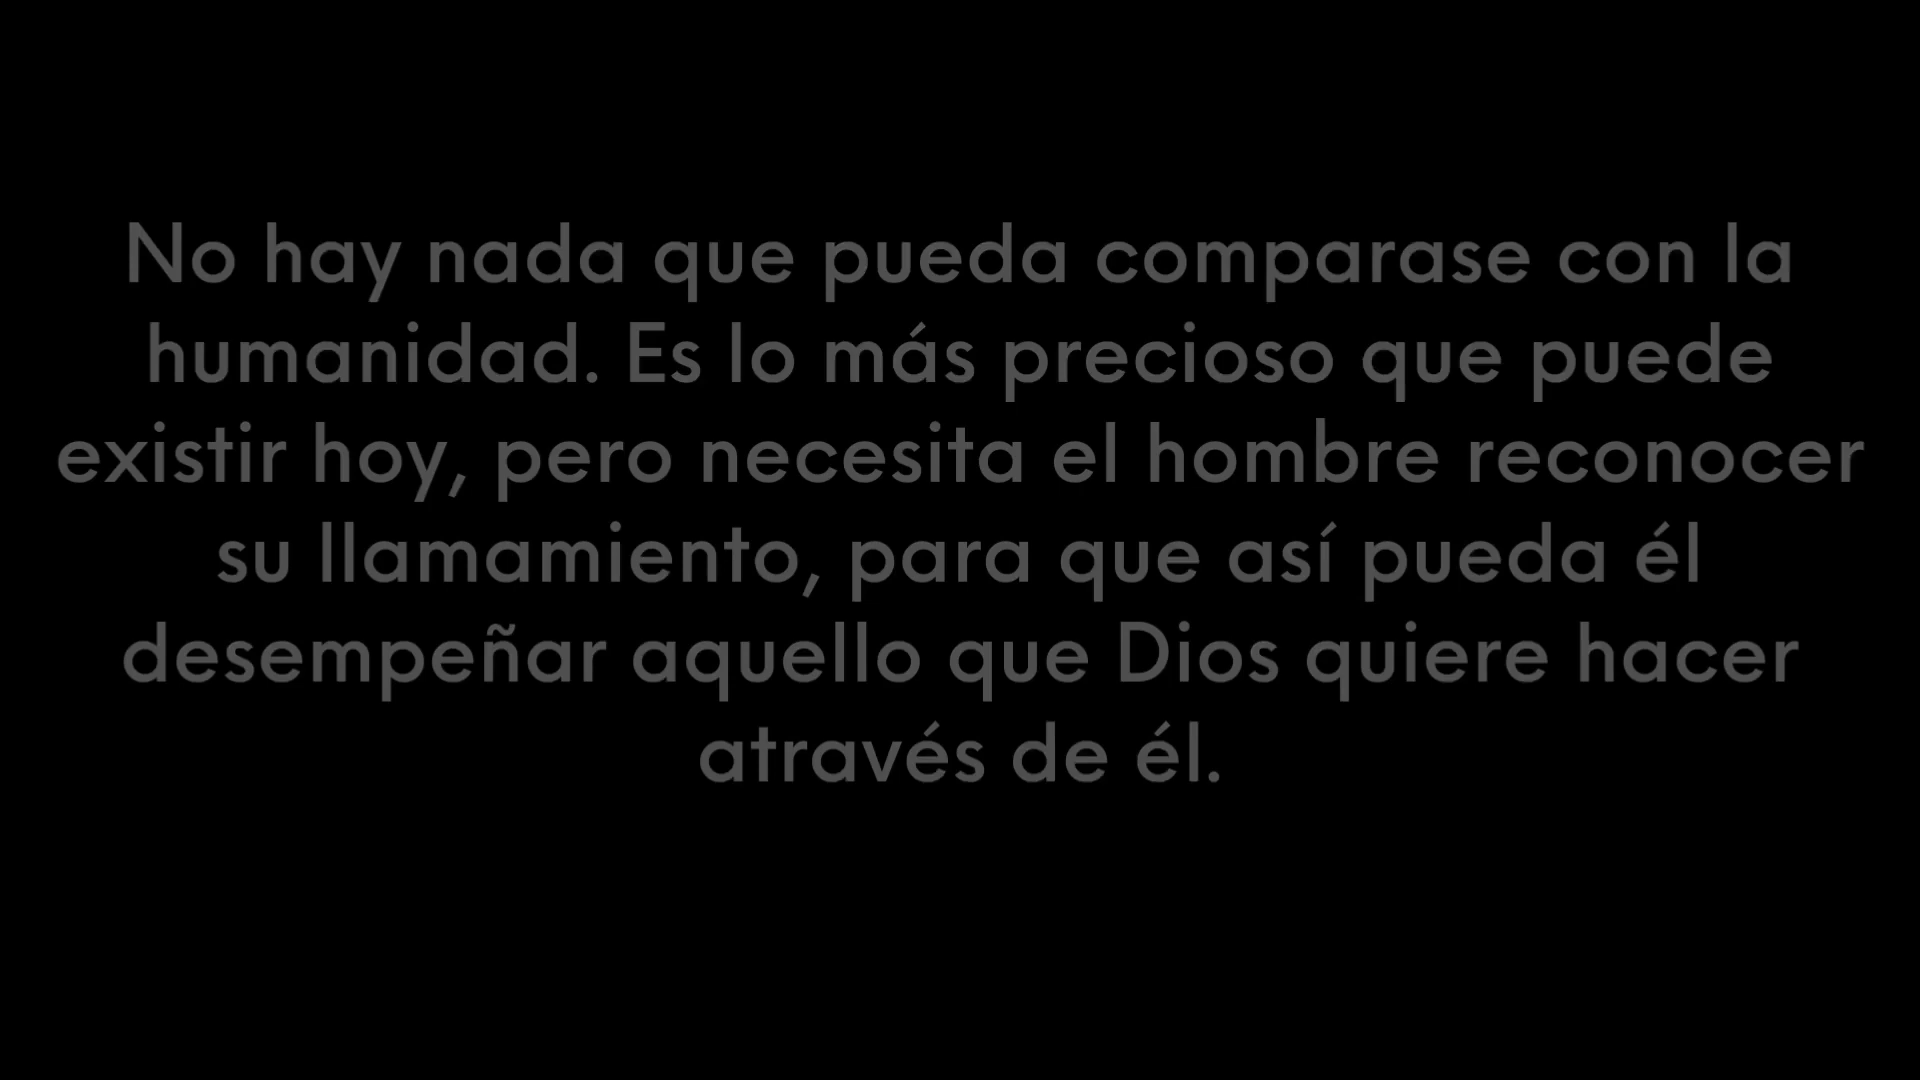 No hay nada que pueda comparase con la
humanidad. Es lo más precioso que puede
existir hoy, pero necesita el hombre reconocer
su llamamiento, para que así pueda él
desempeñar aquello que Dios quiere hacer
através de él.